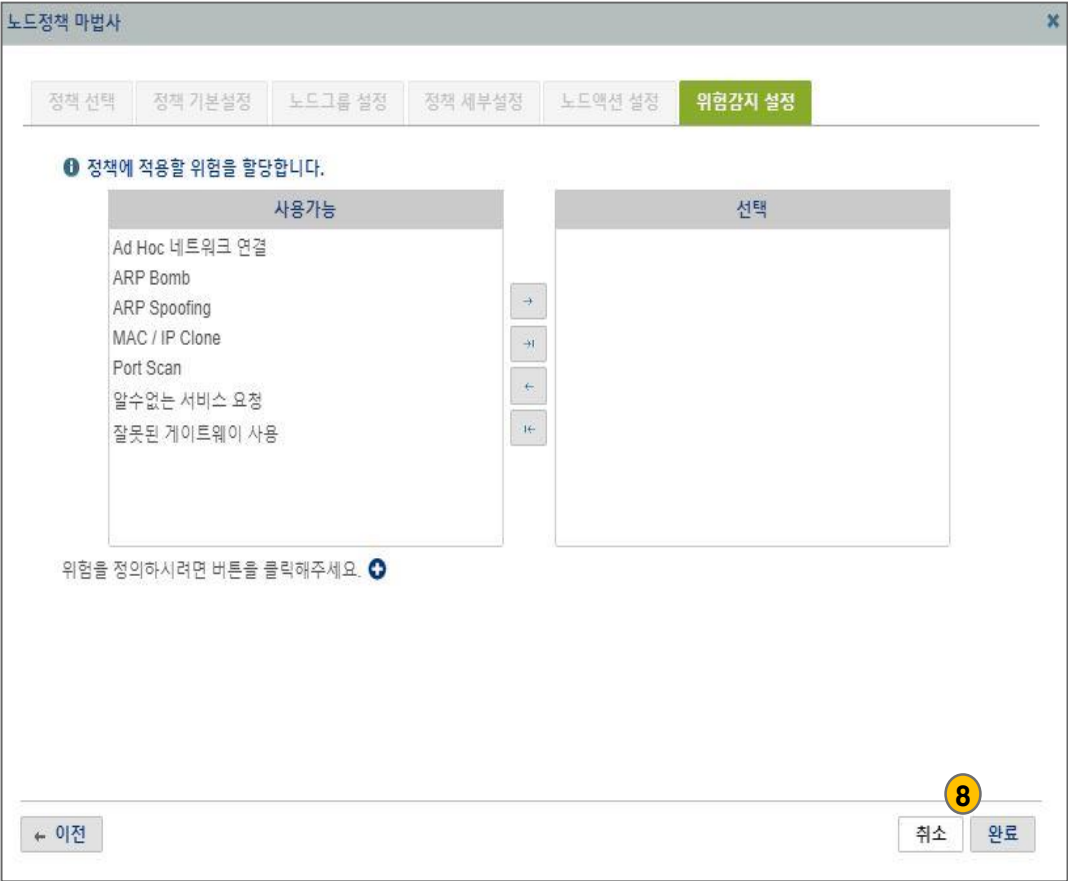 노드정책 마법사
정책 선택 정책 기본설정 노드그룹 설정 정책 세부설정 노드액션 설정 위험감지 설정
정책에 적용할 위험을 할당합니다.
사용가능 선택
Ad Hoc 네트워크 연결
ARP Bomb
ARP Spoofing
MAC / IP Clone
Port Scan
알수없는 서비스 요청
잘못된 게이트웨이 사용
위험을 정의하시려면 버튼을 클릭해주세요.
8
이전 취소 완료